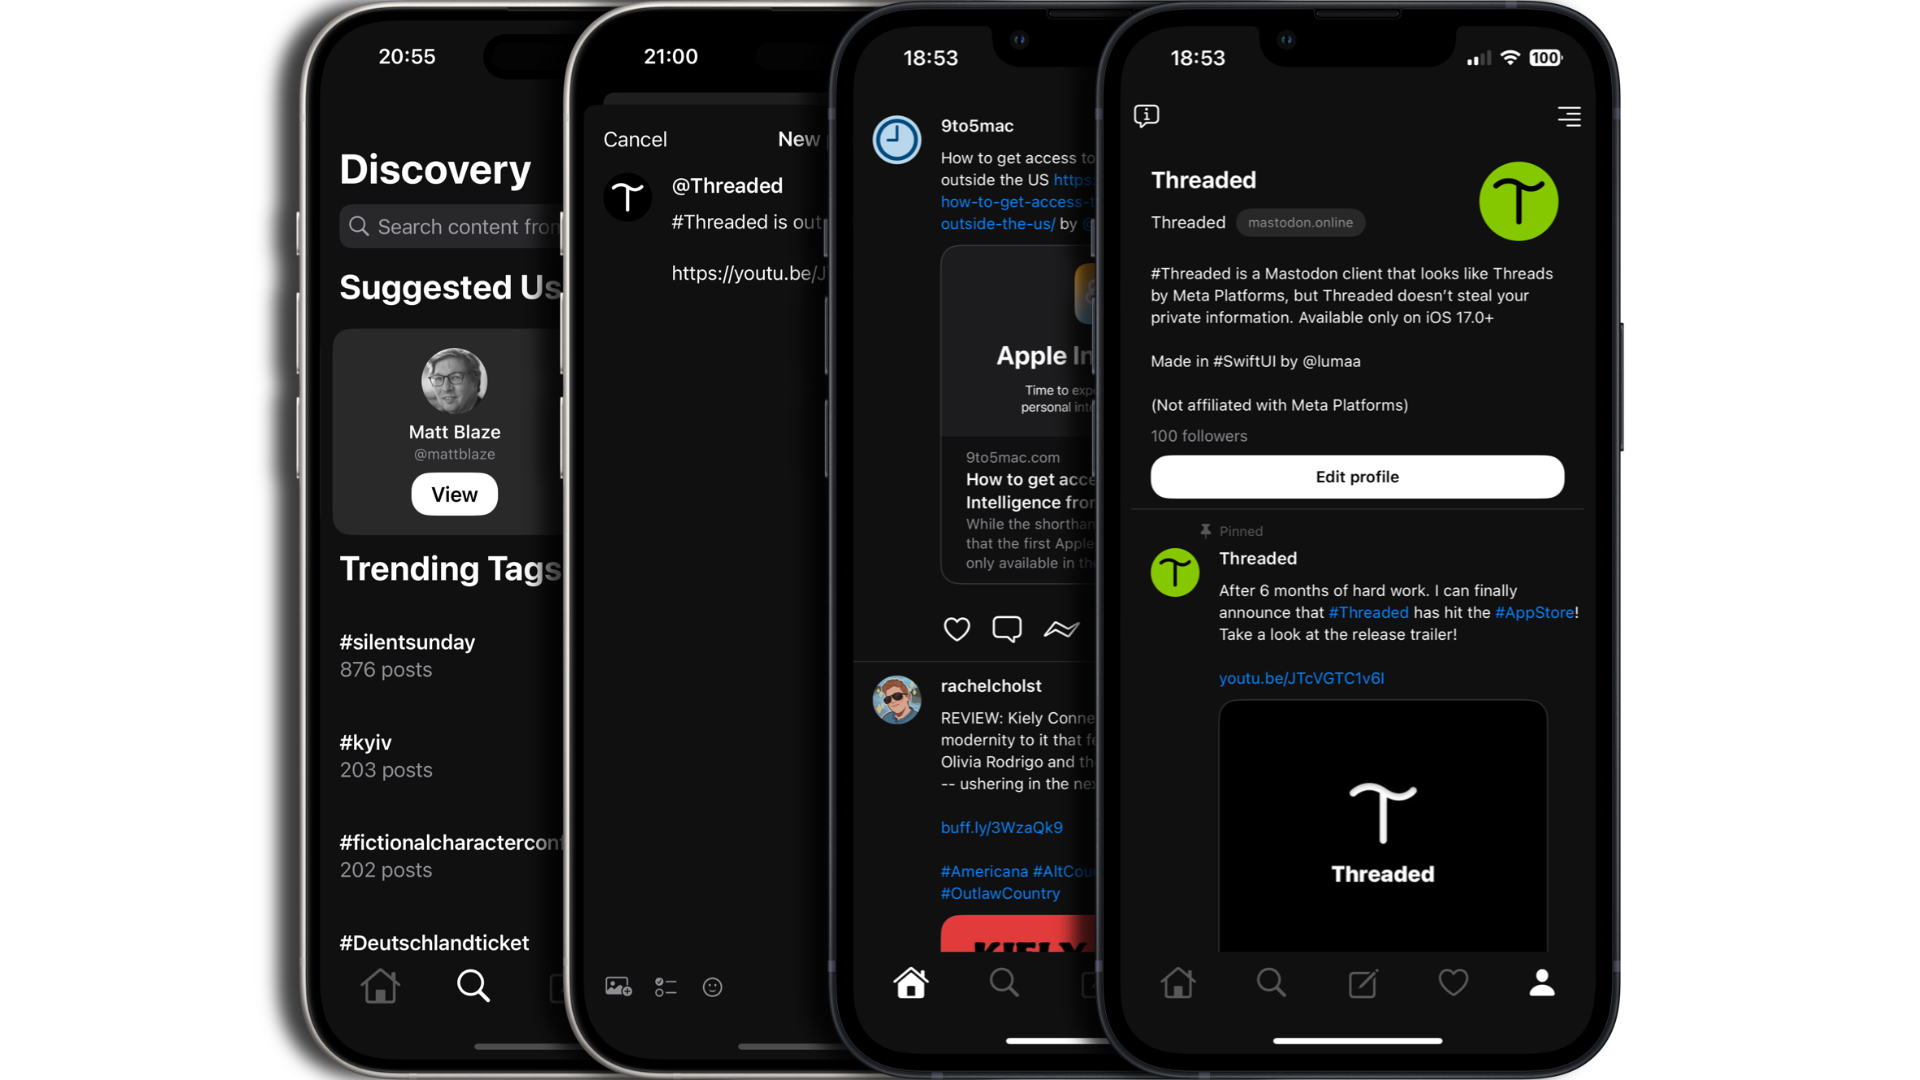 20:55
Discovery
Search content from
Suggested Us
Matt Blaze
@mattblaze
View
Trending Tags
#silentsunday
876 posts
#kyiv
203 posts
#fictionalcharactercon
202 posts
#Deutschlandticket
21:00
Cancel
New
@Threaded
#Threaded is out
https://youtu.be/J
18:53
9to5mac
How to get access to
outside the US https:
how-to-get-access-
outside-the-us/ by @
Apple In
Time to exp
personal inte
9to5mac.com
How to get acce
Intelligence from
While the shorthan
that the first Apple
only available in th
rachelcholst
REVIEW: Kiely Conne
modernity to it that fe
Olivia Rodrigo and th
-- ushering in the nex
buff.ly/3WzaQk9
#Americana #AltCou
#OutlawCountry
KIELY
18:53
100
Threaded
Threaded mastodon.online
#Threaded is a Mastodon client that looks like Threads
by Meta Platforms, but Threaded doesn’t steal your
private information. Available only on iOS 17.0+
Made in #SwiftUI by @lumaa
(Not affiliated with Meta Platforms)
100 followers
Edit profile
Pinned
Threaded
After 6 months of hard work. I can finally
announce that #Threaded has hit the #AppStore!
Take a look at the release trailer!
youtu.be/JTcVGTC1v6I
Threaded